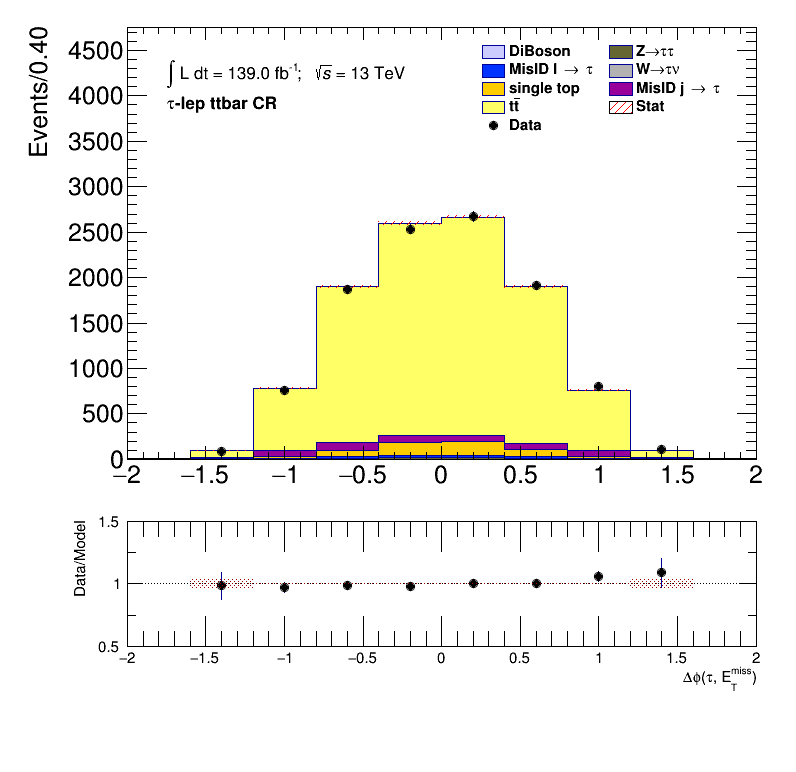 Events/0.40
4500
4000
3500
3000
2500
2000
1500
1000
500
0
∫ L dt = 139.0 fb⁻¹; √s = 13 TeV
τ-lep ttbar CR
DiBoson
MisID l → τ
single top
tt̄
Data
Z→ττ
W→τν
MisID j → τ
Stat
−2 −1.5 −1 −0.5 0 0.5 1 1.5 2
Data/Model
1.5
1
0.5
−2 −1.5 −1 −0.5 0 0.5 1 1.5 2
Δϕ(τ, E_T^miss)